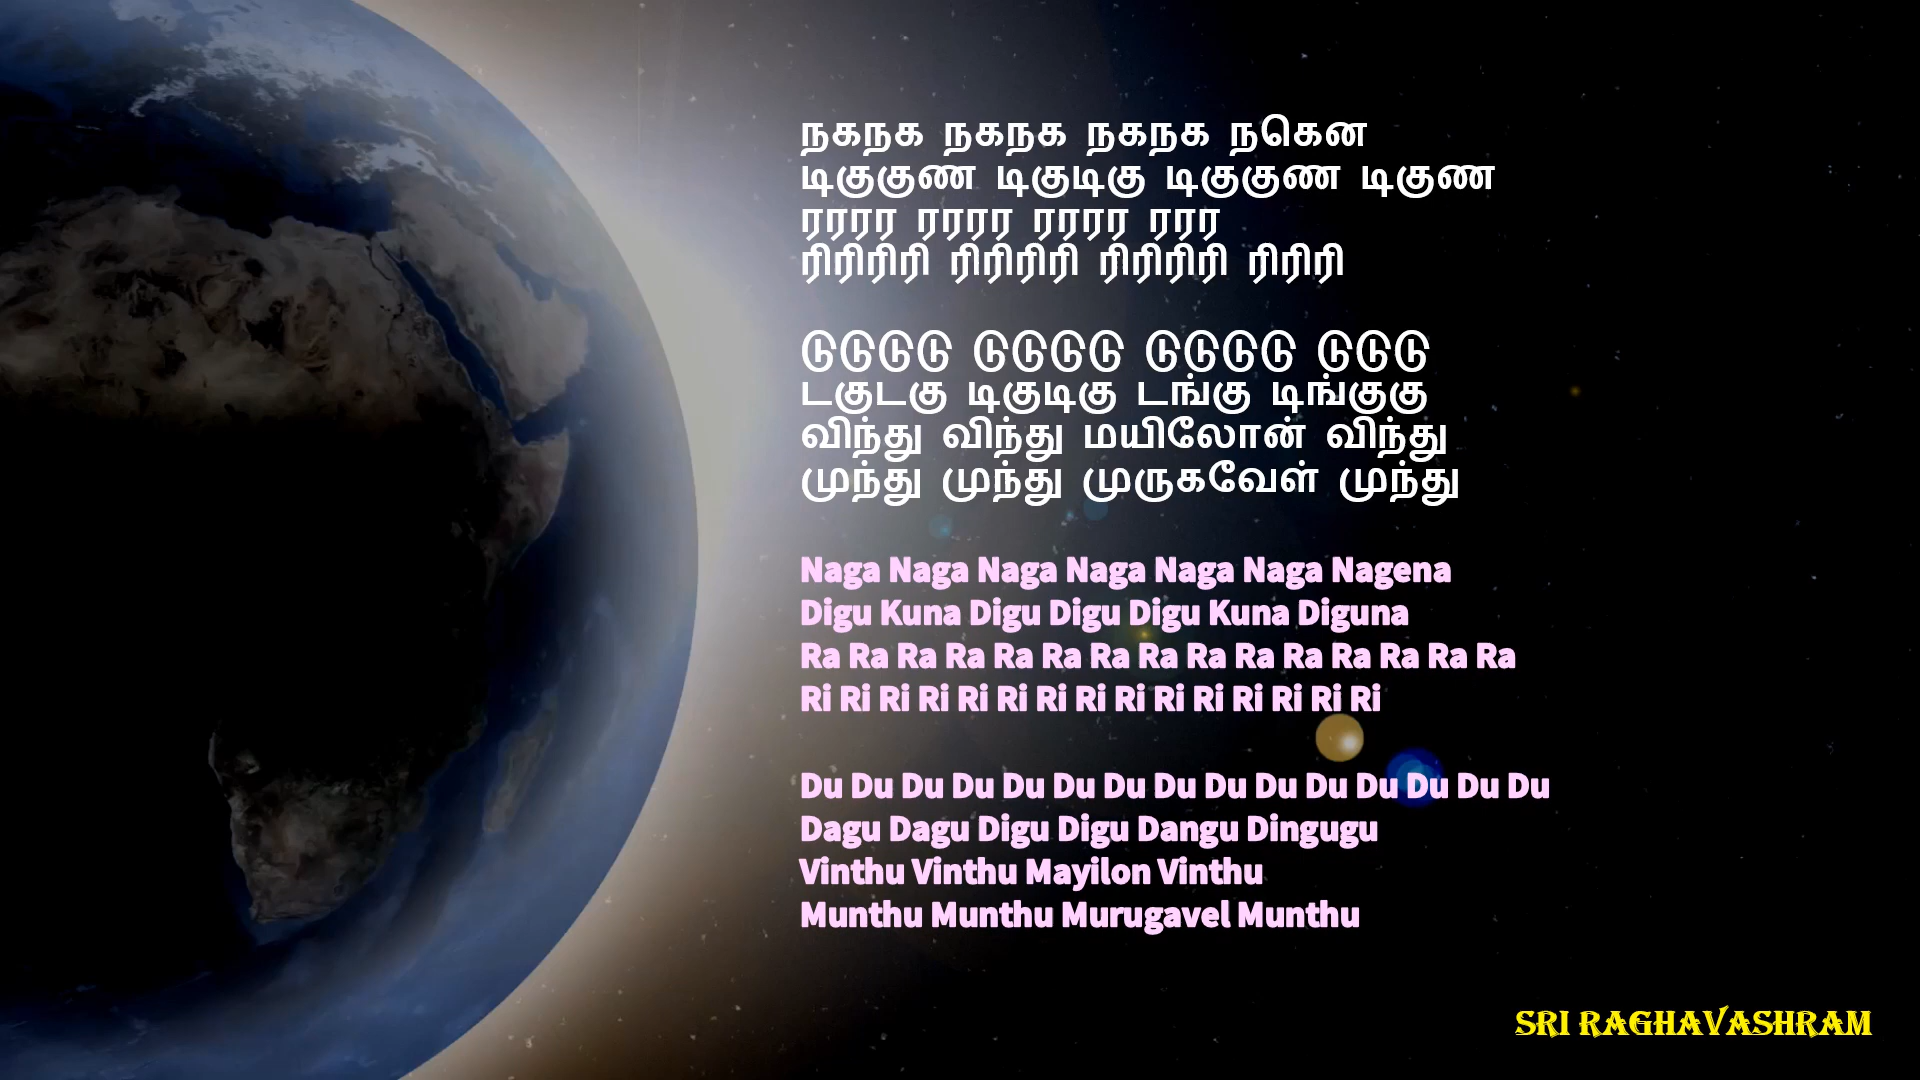 நகநக நகநக நகநக நகென
டிகுகுண டிகுடிகு டிகுகுண டிகுண
ரரரர ரரரர ரரரர ரரர
ரிரிரிரி ரிரிரிரி ரிரிரிரி ரிரிரி
டுடுடுடு டுடுடுடு டுடுடுடு டுடுடு
டகுடகு டிகுடிகு டங்கு டிங்குகு
விந்து விந்து மயிலோன் விந்து
முந்து முந்து முருகவேள் முந்து
Naga Naga Naga Naga Naga Naga Nagena
Digu Kuna Digu Digu Digu Kuna Diguna
Ra Ra Ra Ra Ra Ra Ra Ra Ra Ra Ra Ra Ra Ra Ra
Ri Ri Ri Ri Ri Ri Ri Ri Ri Ri Ri Ri Ri Ri Ri
Du Du Du Du Du Du Du Du Du Du Du Du Du Du Du
Dagu Dagu Digu Digu Dangu Dingugu
Vinthu Vinthu Mayilon Vinthu
Munthu Munthu Murugavel Munthu
SRI RAGHAVASHRAM